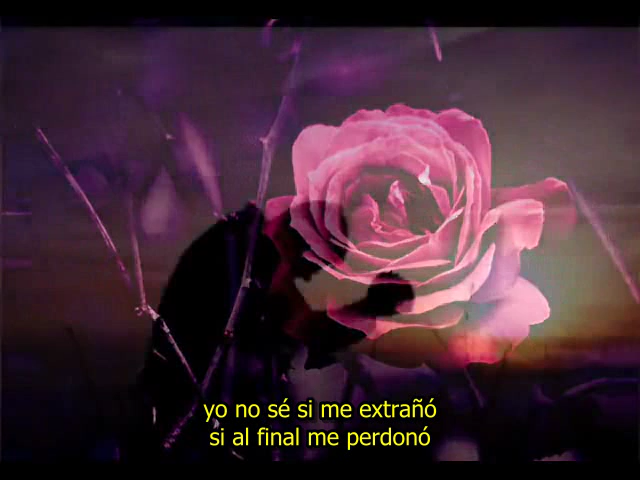 yo no sé si me extrañó
si al final me perdonó